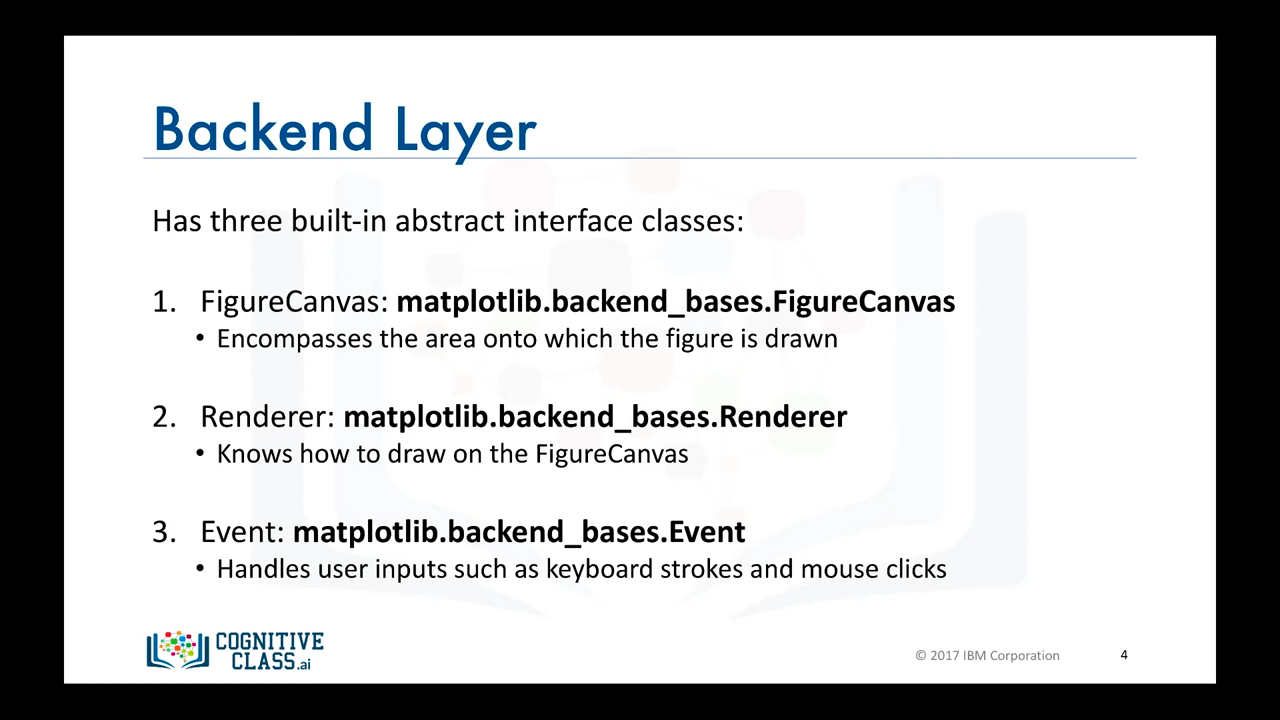 Backend Layer
Has three built-in abstract interface classes:
1. FigureCanvas: matplotlib.backend_bases.FigureCanvas
• Encompasses the area onto which the figure is drawn
2. Renderer: matplotlib.backend_bases.Renderer
• Knows how to draw on the FigureCanvas
3. Event: matplotlib.backend_bases.Event
• Handles user inputs such as keyboard strokes and mouse clicks
COGNITIVE
CLASS.ai
© 2017 IBM Corporation 4